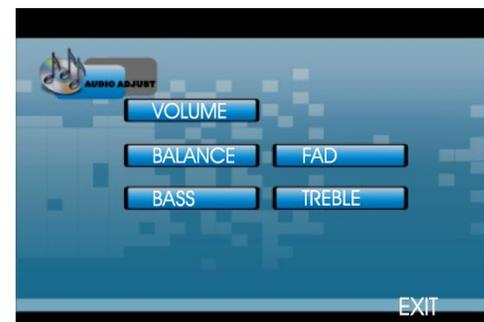 AUDIO ADJUST
VOLUME
BALANCE FAD
BASS TREBLE
EXIT